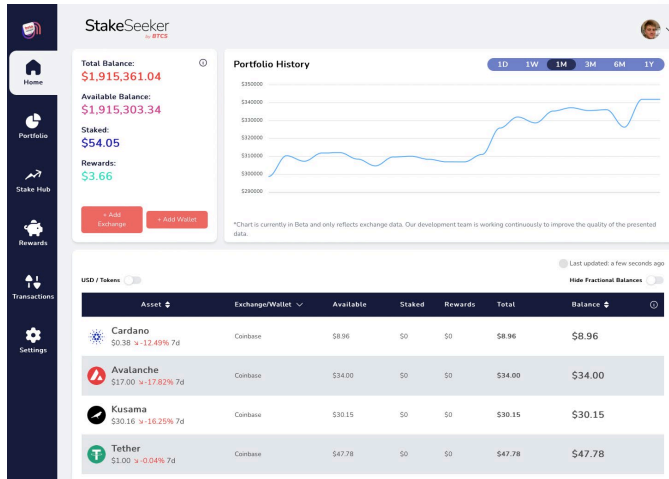 StakeSeeker
by BTCS
Home
Portfolio
Stake Hub
Rewards
Transactions
Settings
Total Balance:
$1,915,361.04
Available Balance:
$1,915,303.34
Staked:
$54.05
Rewards:
$3.66
+ Add Exchange
+ Add Wallet
Portfolio History
1D 1W 1M 3M 6M 1Y
$350000
$340000
$330000
$320000
$310000
$300000
$290000
*Chart is currently in Beta and only reflects exchange data. Our development team is working continuously to improve the quality of the presented
data.
Last updated: a few seconds ago
USD / Tokens
Hide Fractional Balances
Asset Exchange/Wallet Available Staked Rewards Total Balance
Cardano
$0.38 -12.49% 7d Coinbase $8.96 $0 $0 $8.96 $8.96
Avalanche
$17.00 -17.82% 7d Coinbase $34.00 $0 $0 $34.00 $34.00
Kusama
$30.16 -16.25% 7d Coinbase $30.15 $0 $0 $30.15 $30.15
Tether
$1.00 -0.04% 7d Coinbase $47.78 $0 $0 $47.78 $47.78